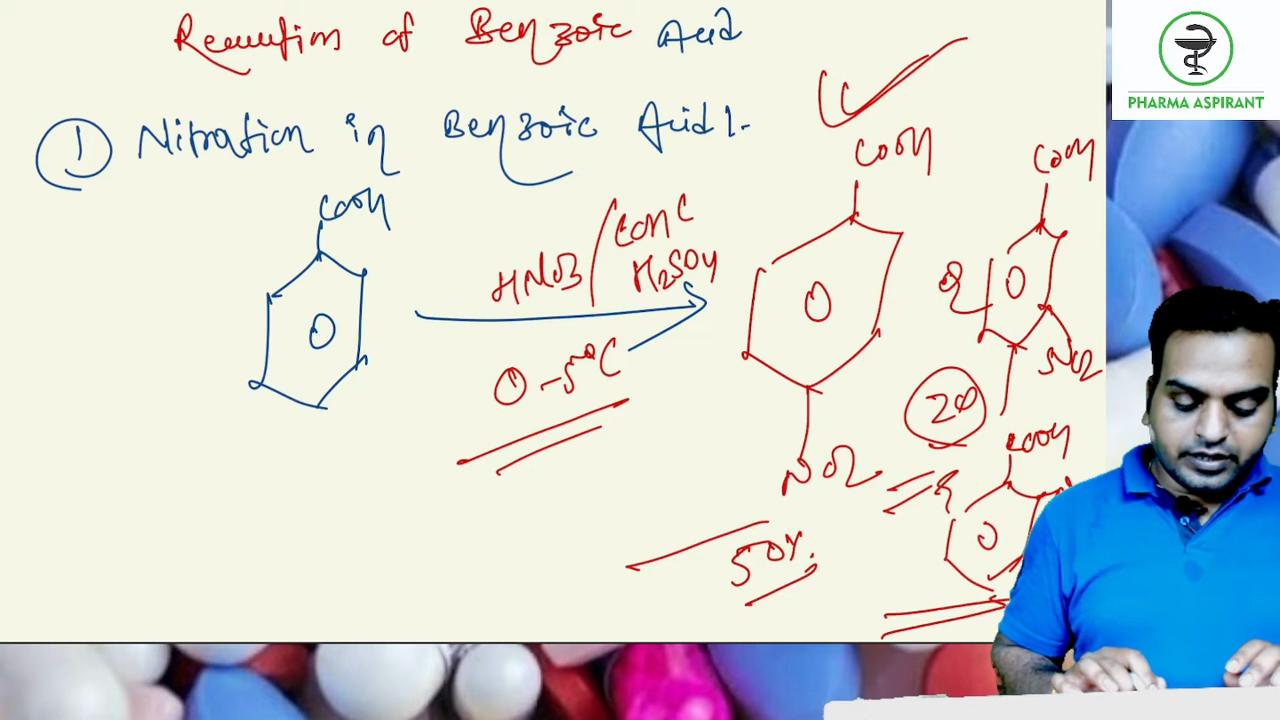 Reactions of Benzoic Acid
PHARMA ASPIRANT
① Nitration in Benzoic Acid:-
COOH
HNO3 / CONC H2SO4
0-5°C
COOH
NO2
50%
COOH
NO2
20
COOH